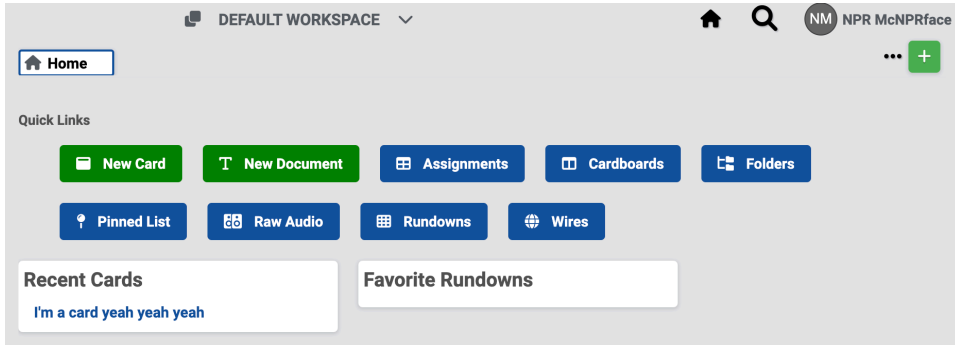 DEFAULT WORKSPACE
NM NPR McNPRface
Home
Quick Links
New Card
New Document
Assignments
Cardboards
Folders
Pinned List
Raw Audio
Rundowns
Wires
Recent Cards
I'm a card yeah yeah yeah
Favorite Rundowns